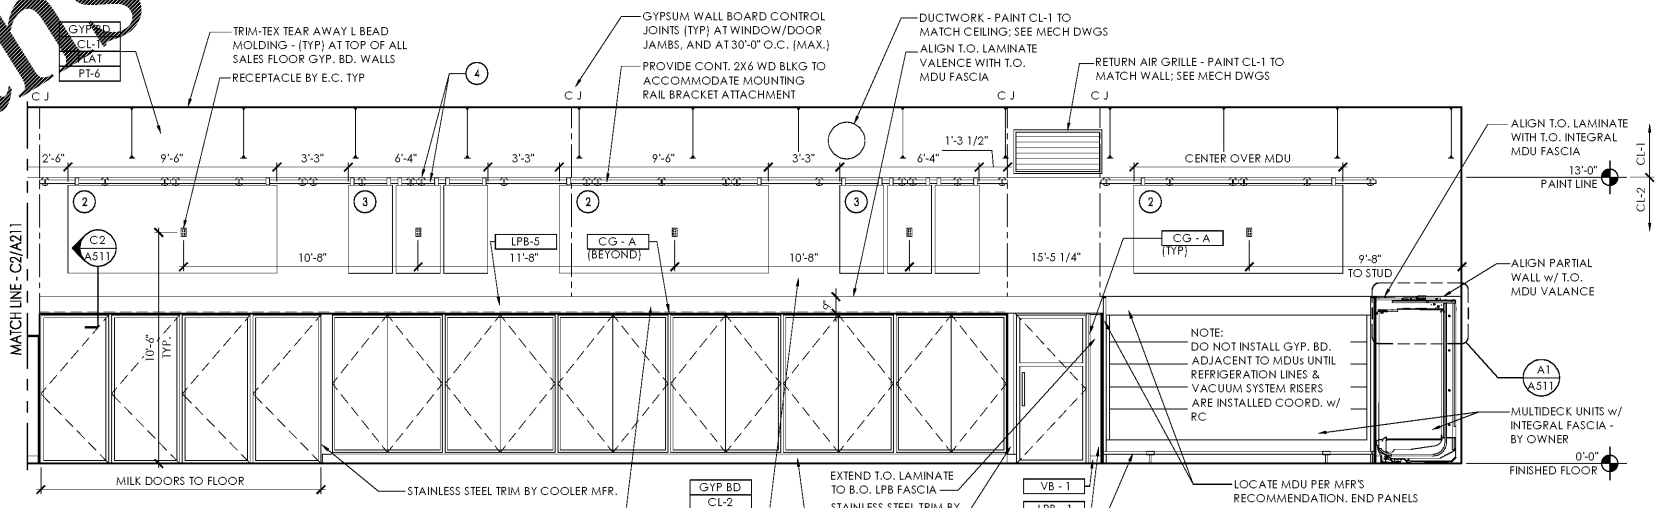 ns
GYP BD
CL-1
FLAT
PT-6
TRIM-TEX TEAR AWAY L BEAD
MOLDING - (TYP) AT TOP OF ALL
SALES FLOOR GYP. BD. WALLS
RECEPTACLE BY E.C. TYP
4
GYPSUM WALL BOARD CONTROL
JOINTS (TYP) AT WINDOW/DOOR
JAMBS, AND AT 30'-0" O.C. (MAX.)
PROVIDE CONT. 2X6 WD BLKG TO
ACCOMMODATE MOUNTING
RAIL BRACKET ATTACHMENT
DUCTWORK - PAINT CL-1 TO
MATCH CEILING; SEE MECH DWGS
ALIGN T.O. LAMINATE
VALENCE WITH T.O.
MDU FASCIA
RETURN AIR GRILLE - PAINT CL-1 TO
MATCH WALL; SEE MECH DWGS
C J
C J
C J
C J
ALIGN T.O. LAMINATE
WITH T.O. INTEGRAL
MDU FASCIA
CL-1
CL-2
13'-0"
PAINT LINE
2'-6"
9'-6"
3'-3"
6'-4"
3'-3"
9'-6"
3'-3"
6'-4"
1'-3 1/2"
CENTER OVER MDU
2
3
2
3
2
C2
A511
LPB-5
CG - A
(BEYOND)
CG - A
(TYP)
10'-8"
11'-8"
10'-8"
15'-5 1/4"
9'-8"
TO STUD
ALIGN PARTIAL
WALL w/ T.O.
MDU VALANCE
MATCH LINE - C2/A211
10'-6"
TYP.
9"
NOTE:
DO NOT INSTALL GYP. BD.
ADJACENT TO MDUs UNTIL
REFRIGERATION LINES &
VACUUM SYSTEM RISERS
ARE INSTALLED COORD. w/
RC
A1
A511
MULTIDECK UNITS w/
INTEGRAL FASCIA -
BY OWNER
0'-0"
FINISHED FLOOR
MILK DOORS TO FLOOR
STAINLESS STEEL TRIM BY COOLER MFR.
GYP BD
CL-2
EXTEND T.O. LAMINATE
TO B.O. LPB FASCIA
STAINLESS STEEL TRIM BY
VB - 1
LPB - 1
LOCATE MDU PER MFR'S
RECOMMENDATION. END PANELS